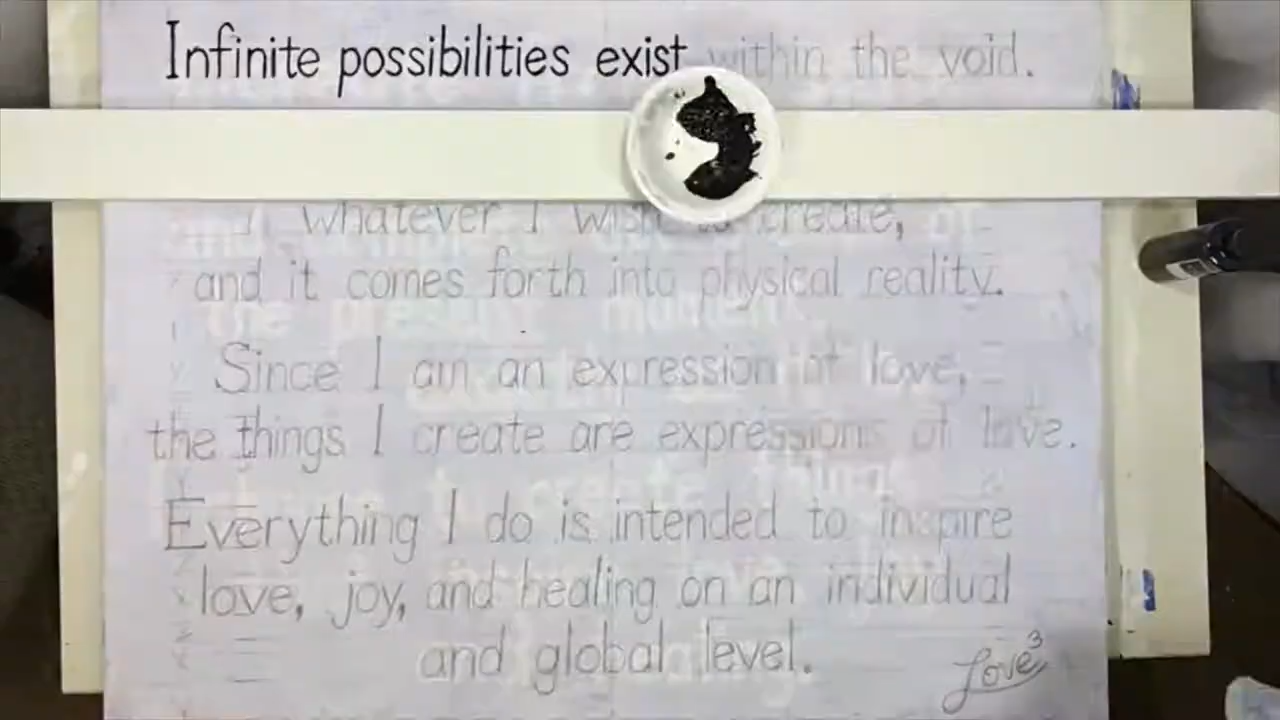 Infinite possibilities exist within the void.
whatever I wish to create,
and it comes forth into physical reality.
Since I am an expression of love,
the things I create are expressions of love.
Everything I do is intended to inspire
love, joy, and healing on an individual
and global level.
Love³